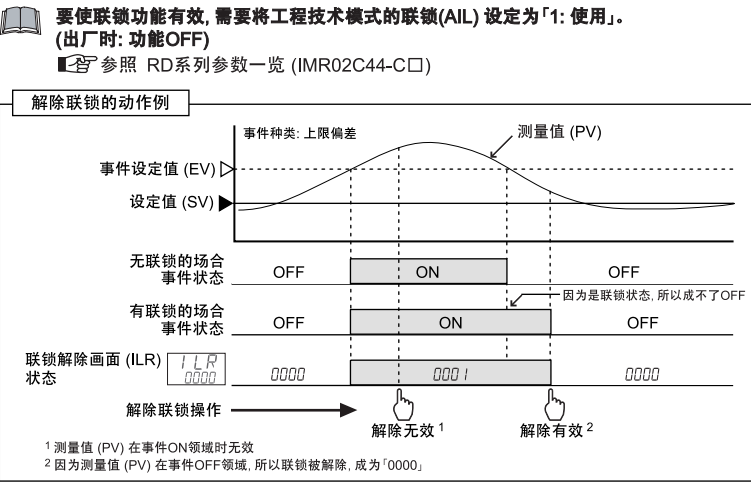 要使联锁功能有效, 需要将工程技术模式的联锁(AIL) 设定为「1: 使用」。
(出厂时: 功能OFF)
参照 RD系列参数一览 (IMR02C44-C□)
解除联锁的动作例
事件种类: 上限偏差
测量值 (PV)
事件设定值 (EV)
设定值 (SV)
无联锁的场合
事件状态
OFF ON OFF
因为是联锁状态, 所以成不了OFF
有联锁的场合
事件状态
OFF ON OFF
联锁解除画面 (ILR)
状态
ILR
0000
0000 0001 0000
解除联锁操作
解除无效 1
解除有效 2
1 测量值 (PV) 在事件ON领域时无效
2 因为测量值 (PV) 在事件OFF领域, 所以联锁被解除, 成为「0000」